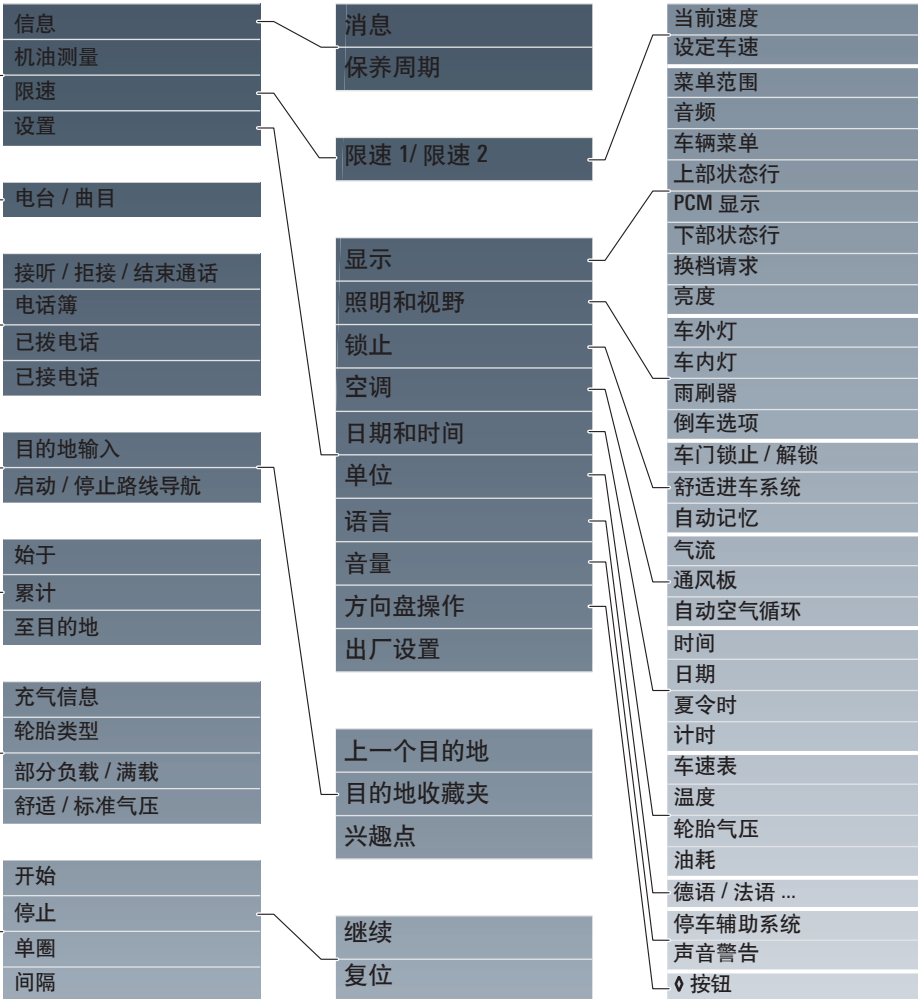 信息
机油测量
限速
设置
电台 / 曲目
接听 / 拒接 / 结束通话
电话簿
已拨电话
已接电话
目的地输入
启动 / 停止路线导航
始于
累计
至目的地
充气信息
轮胎类型
部分负载 / 满载
舒适 / 标准气压
开始
停止
单圈
间隔
消息
保养周期
限速 1/ 限速 2
显示
照明和视野
锁止
空调
日期和时间
单位
语言
音量
方向盘操作
出厂设置
上一个目的地
目的地收藏夹
兴趣点
继续
复位
当前速度
设定车速
菜单范围
音频
车辆菜单
上部状态行
PCM 显示
下部状态行
换档请求
亮度
车外灯
车内灯
雨刷器
倒车选项
车门锁止 / 解锁
舒适进车系统
自动记忆
气流
通风板
自动空气循环
时间
日期
夏令时
计时
车速表
温度
轮胎气压
油耗
德语 / 法语 ...
停车辅助系统
声音警告
◊ 按钮